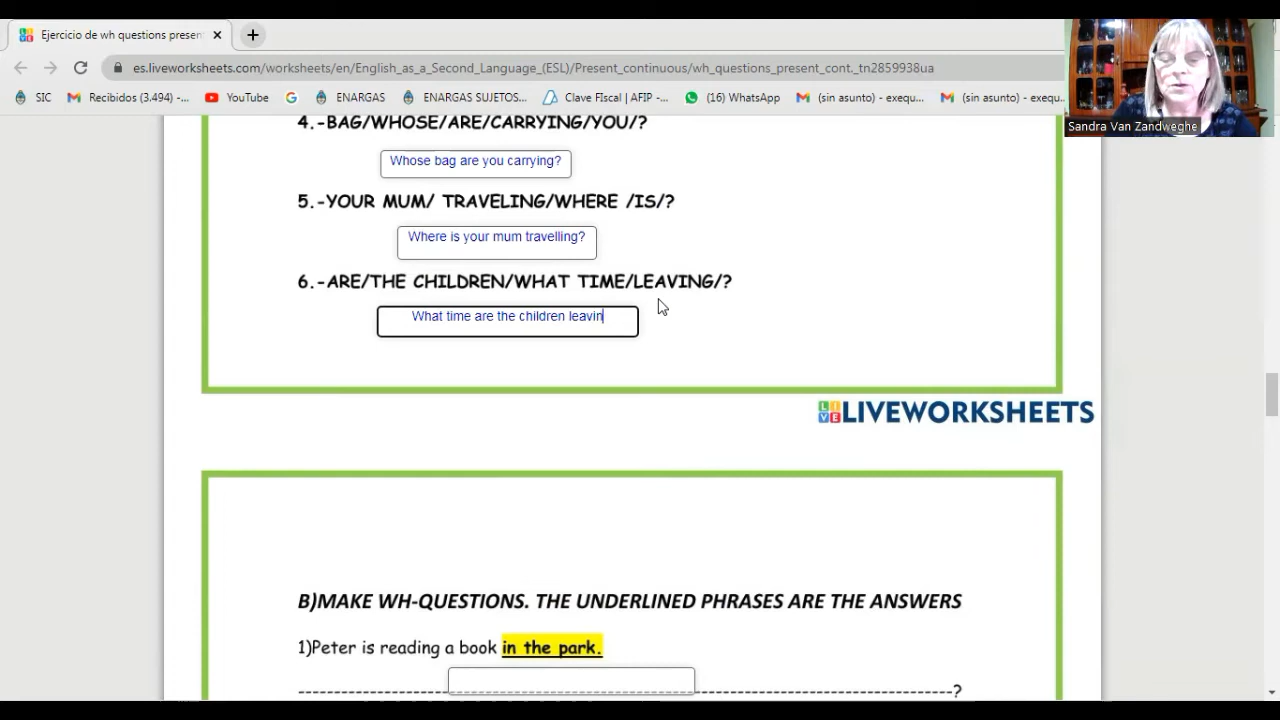 Ejercicio de wh questions presen
es.liveworksheets.com/worksheets/en/English_as_a_Second_Language_(ESL)/Present_continuous/wh_questions_present_cont._tn2859938ua
SIC Recibidos (3.494) -... YouTube ENARGAS ENARGAS SUJETOS... Clave FIscal | AFIP -... (16) WhatsApp (sin asunto) - exequ... (sin asunto) - exequ...
Sandra Van Zandweghe
4.-BAG/WHOSE/ARE/CARRYING/YOU/?
Whose bag are you carrying?
5.-YOUR MUM/ TRAVELING/WHERE /IS/?
Where is your mum travelling?
6.-ARE/THE CHILDREN/WHAT TIME/LEAVING/?
What time are the children leavin
LIVE LIVEWORKSHEETS
B)MAKE WH-QUESTIONS. THE UNDERLINED PHRASES ARE THE ANSWERS
1)Peter is reading a book in the park.
?